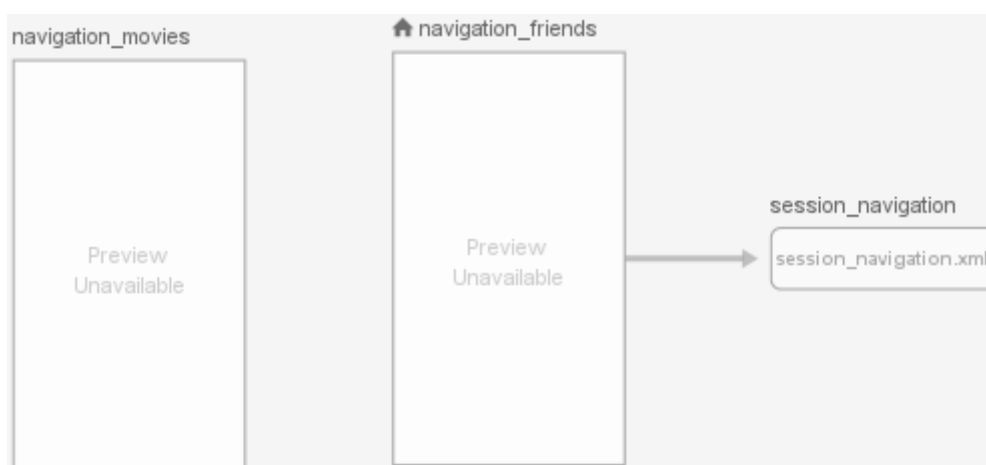 navigation_movies
Preview
Unavailable
navigation_friends
Preview
Unavailable
session_navigation
session_navigation.xml